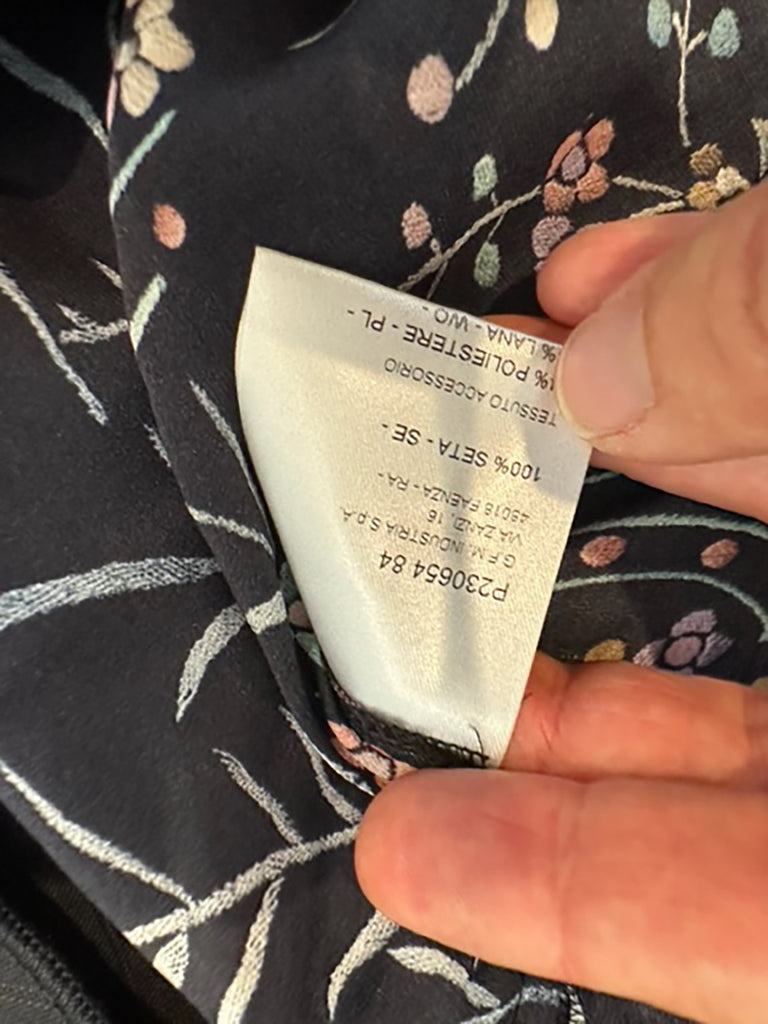 P230654 84
G.F.M. INDUSTRIA S.p.A.
VIA ZANZI, 16
48018 FAENZA - RA -
100% SETA - SE -
TESSUTO ACCESSORIO
% POLIESTERE - PL -
% LANA - WO -